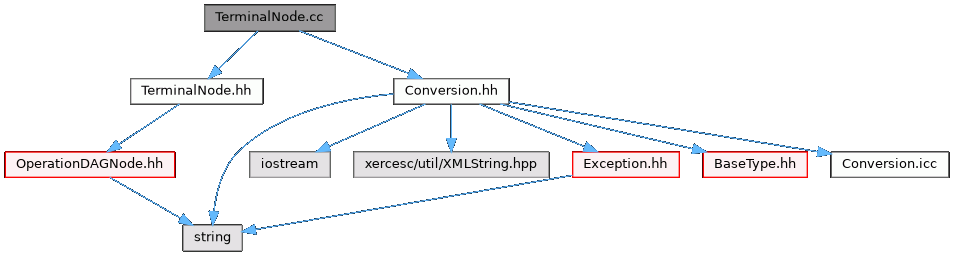 TerminalNode.cc
TerminalNode.hh
Conversion.hh
OperationDAGNode.hh
iostream
xercesc/util/XMLString.hpp
Exception.hh
BaseType.hh
Conversion.icc
string